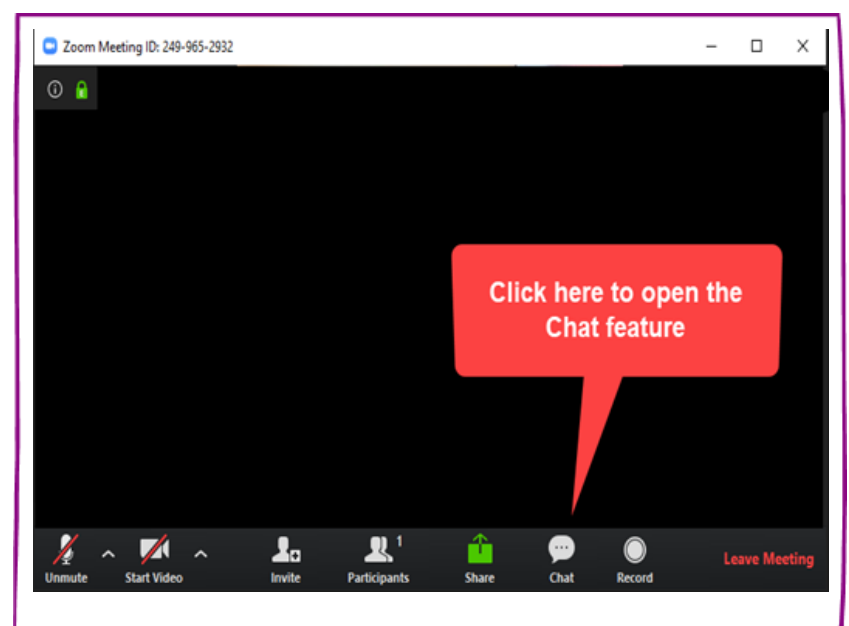 Zoom Meeting ID: 249-965-2932
Click here to open the
Chat feature
1
Unmute Start Video Invite Participants Share Chat Record Leave Meeting